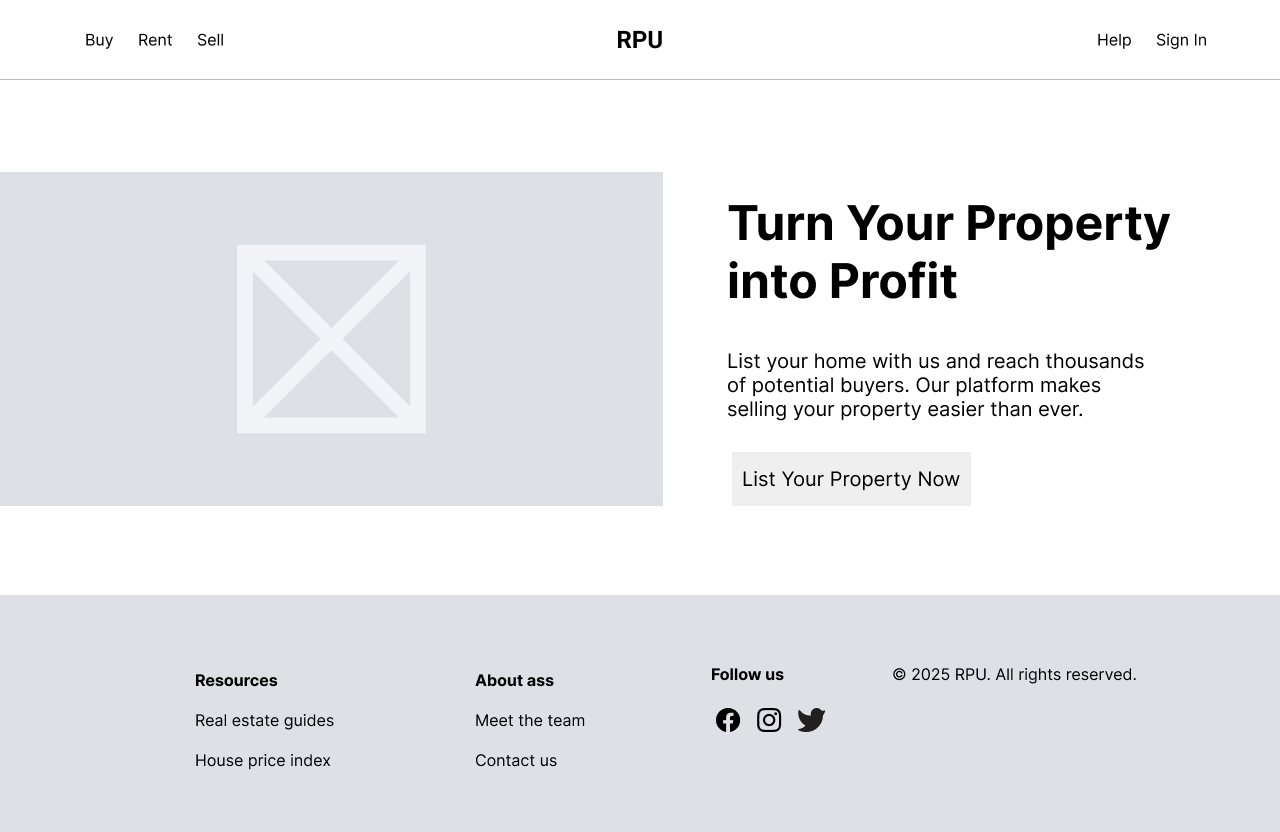 Buy Rent Sell RPU Help Sign In
Turn Your Property
into Profit
List your home with us and reach thousands
of potential buyers. Our platform makes
selling your property easier than ever.
List Your Property Now
Resources
Real estate guides
House price index
About ass
Meet the team
Contact us
Follow us
© 2025 RPU. All rights reserved.